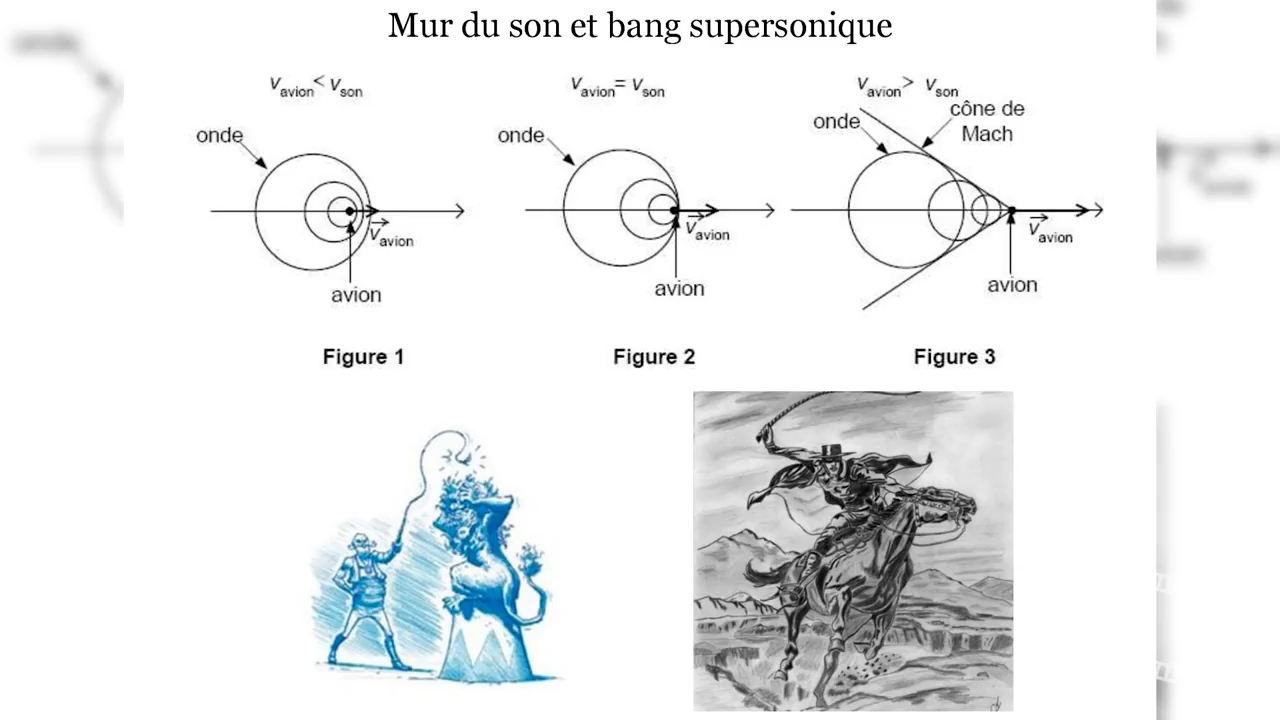 Mur du son et bang supersonique
v avion < v son
onde
v avion
avion
Figure 1
v avion = v son
onde
v avion
avion
Figure 2
v avion > v son
onde
cône de
Mach
v avion
avion
Figure 3